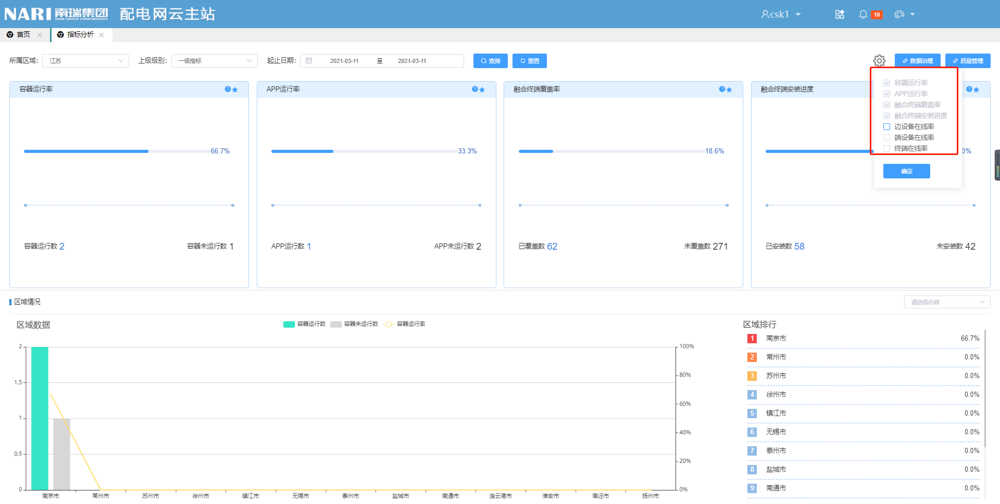 NARI 南瑞集团 NARI GROUP CORPORATION 配电网云主站 csk1 10
首页 指标分析
所属区域: 江苏 上级级别: 一级指标 起止日期: 2021-03-11 至 2021-03-11 查询 重置 数据治理 质量管理
容器运行率 APP运行率 融合终端覆盖率 融合终端安装进度
容器运行率
APP运行率
融合终端覆盖率
融合终端安装进度
边设备在线率
端设备在线率
终端在线率
确定
66.7% 33.3% 18.6% 0%
容器运行数 2 容器未运行数 1 APP运行数 1 APP未运行数 2 已覆盖数 62 未覆盖数 271 已安装数 58 未安装数 42
区域情况 请选择内容
区域数据 容器运行数 容器未运行数 容器运行率
2
1.5
1
0.5
0
100%
80%
60%
40%
20%
0%
南京市 常州市 苏州市 徐州市 镇江市 无锡市 泰州市 盐城市 南通市 连云港市 淮安市 宿迁市 扬州市
区域排行
1 南京市 66.7%
2 常州市 0.0%
3 苏州市 0.0%
4 徐州市 0.0%
5 镇江市 0.0%
6 无锡市 0.0%
7 泰州市 0.0%
8 盐城市 0.0%
9 南通市 0.0%